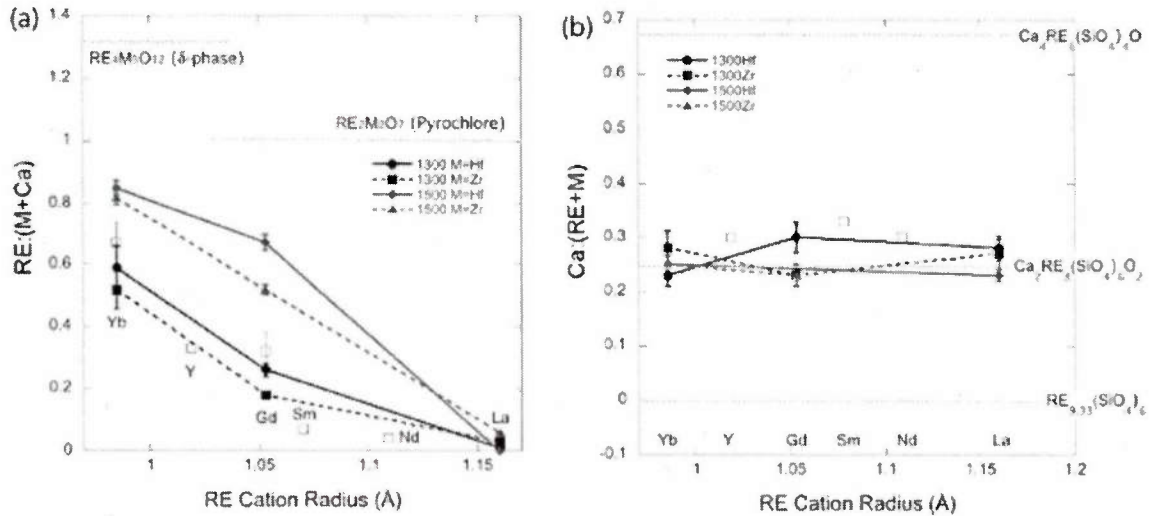 (a)
1.4
1.2
1
0.8
0.6
0.4
0.2
0
RE:(M+Ca)
RE₄M₃O₁₂ (δ-phase)
RE₂M₂O₇ (Pyrochlore)
1300 M=Hf
1300 M=Zr
1500 M=Hf
1500 M=Zr
Yb
Y
Gd
Sm
Nd
La
1
1.05
1.1
1.15
RE Cation Radius (Å)
(b)
0.7
0.6
0.5
0.4
0.3
0.2
0.1
0
-0.1
Ca:(RE+M)
1300Hf
1300Zr
1500Hf
1500Zr
Ca₄RE₆(SiO₄)₆O
Ca₂RE₈(SiO₄)₆O₂
RE₉.₃₃(SiO₄)₆
Yb
Y
Gd
Sm
Nd
La
1
1.05
1.1
1.15
1.2
RE Cation Radius (Å)